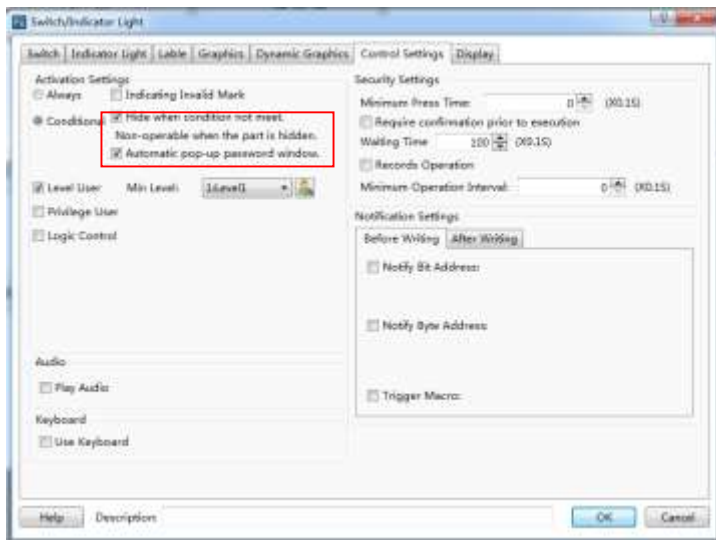 Switch/Indicator Light
Switch Indicator Light Lable Graphics Dynamic Graphics Control Settings Display
Activation Settings
Always Indicating Invalid Mark
Conditional Hide when condition not meet.
Non-operable when the part is hidden.
Automatic pop-up password window.
Level User Min Level: 1:Level1
Privilege User
Logic Control
Audio
Play Audio
Keyboard
Use Keyboard
Security Settings
Minimum Press Time: 0 (X0.1S)
Require confirmation prior to execution
Waiting Time 100 (X0.1S)
Records Operation
Minimum Operation Interval: 0 (X0.1S)
Notification Settings
Before Writing After Writing
Notify Bit Address:
Notify Byte Address
Trigger Macro:
Help Description: OK Cancel